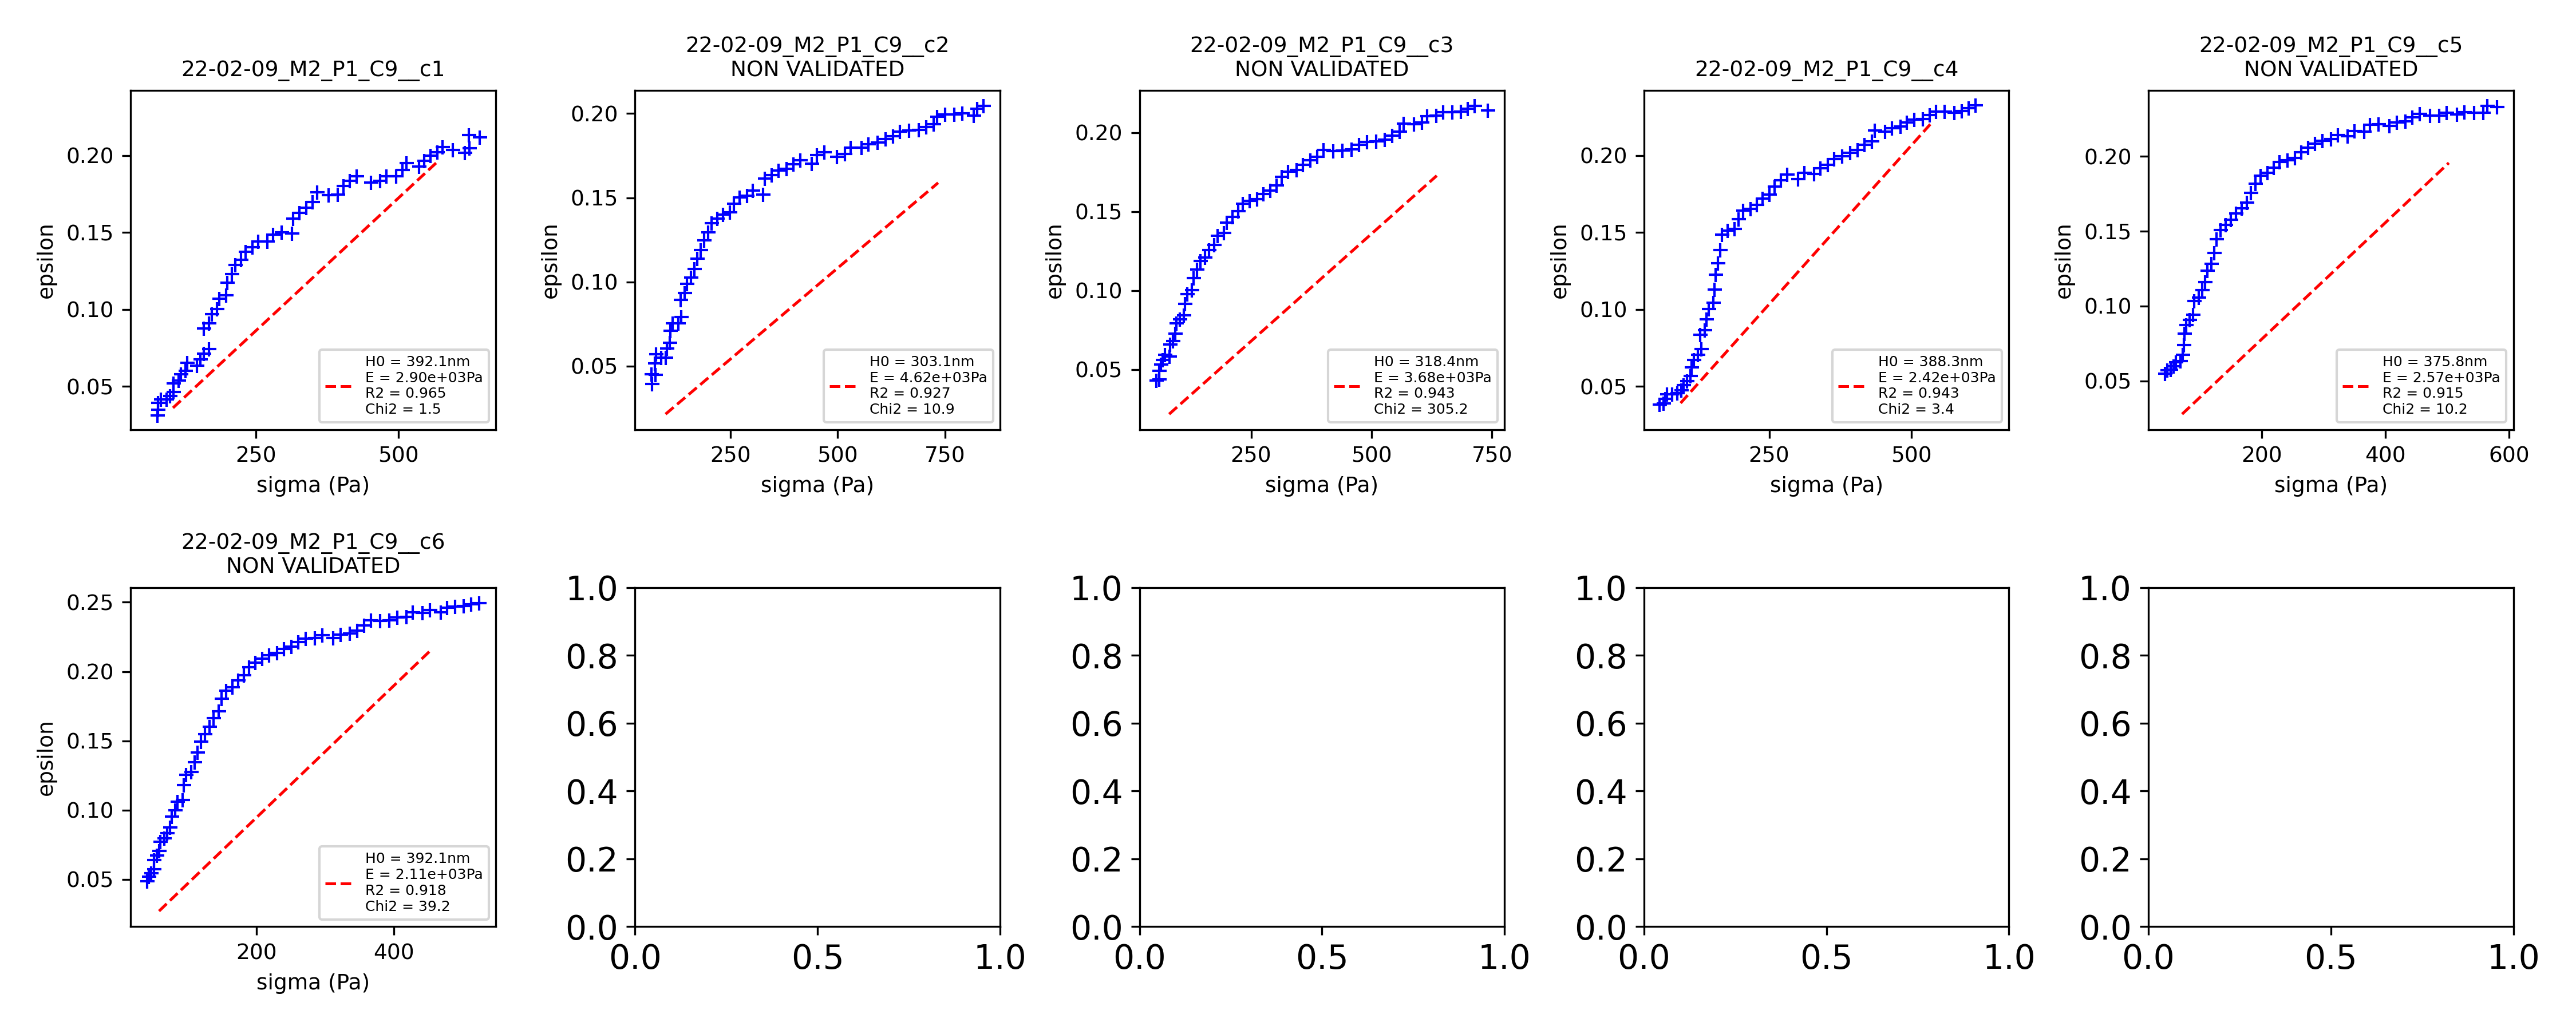 22-02-09_M2_P1_C9__c1
0.20
0.15
0.10
0.05
epsilon
250
500
sigma (Pa)
H0 = 392.1nm
E = 2.90e+03Pa
R2 = 0.965
Chi2 = 1.5
22-02-09_M2_P1_C9__c2
NON VALIDATED
0.20
0.15
0.10
0.05
epsilon
250
500
750
sigma (Pa)
H0 = 303.1nm
E = 4.62e+03Pa
R2 = 0.927
Chi2 = 10.9
22-02-09_M2_P1_C9__c3
NON VALIDATED
0.20
0.15
0.10
0.05
epsilon
250
500
750
sigma (Pa)
H0 = 318.4nm
E = 3.68e+03Pa
R2 = 0.943
Chi2 = 305.2
22-02-09_M2_P1_C9__c4
0.20
0.15
0.10
0.05
epsilon
250
500
sigma (Pa)
H0 = 388.3nm
E = 2.42e+03Pa
R2 = 0.943
Chi2 = 3.4
22-02-09_M2_P1_C9__c5
NON VALIDATED
0.20
0.15
0.10
0.05
epsilon
200
400
600
sigma (Pa)
H0 = 375.8nm
E = 2.57e+03Pa
R2 = 0.915
Chi2 = 10.2
22-02-09_M2_P1_C9__c6
NON VALIDATED
0.25
0.20
0.15
0.10
0.05
epsilon
200
400
sigma (Pa)
H0 = 392.1nm
E = 2.11e+03Pa
R2 = 0.918
Chi2 = 39.2
1.0
0.8
0.6
0.4
0.2
0.0
0.0
0.5
1.0
1.0
0.8
0.6
0.4
0.2
0.0
0.0
0.5
1.0
1.0
0.8
0.6
0.4
0.2
0.0
0.0
0.5
1.0
1.0
0.8
0.6
0.4
0.2
0.0
0.0
0.5
1.0